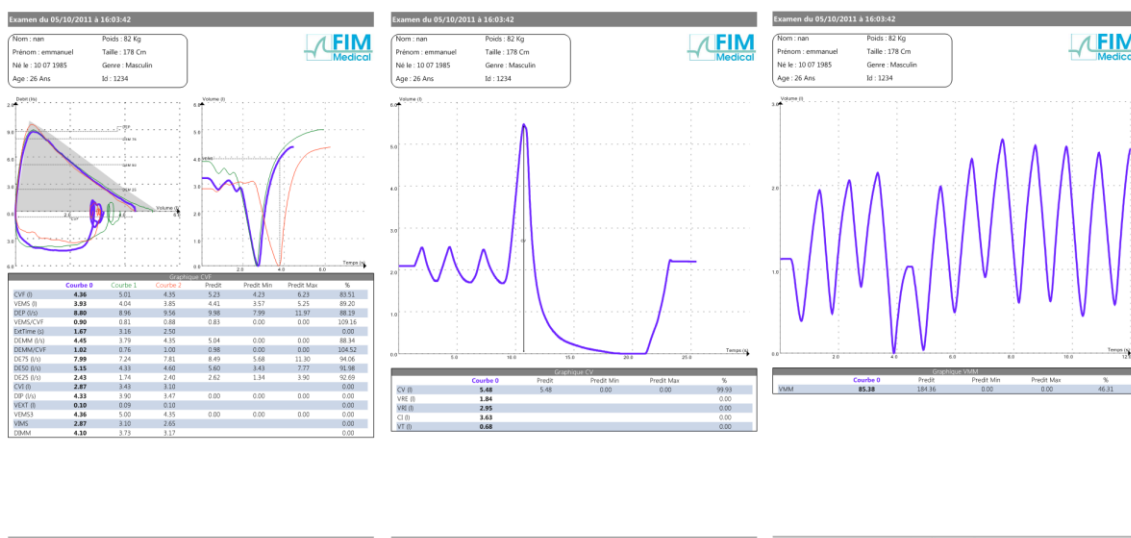 Examen du 05/10/2011 à 16:03:42
Nom : nan Poids : 82 Kg
Prénom : emmanuel Taille : 178 Cm
Né le : 10 07 1985 Genre : Masculin
Age : 26 Ans Id : 1234
FIM
Medical
Debit (l/s)
Volume (l)
Volume (l)
Temps (s)
Graphique CVF
Courbe 0 Courbe 1 Courbe 2 Predit Predit Min Predit Max %
CVF (l) 4.36 5.01 4.35 5.23 4.23 6.23 83.51
VEMS (l) 3.93 4.04 3.85 4.41 3.57 5.25 89.20
DEP (l/s) 8.80 8.96 9.56 9.98 7.99 11.97 88.19
VEMS/CVF 0.90 0.81 0.88 0.83 0.00 0.00 109.16
ExtTime (s) 1.67 3.16 2.50 0.00
DEMM (l/s) 4.45 3.79 4.35 5.04 0.00 0.00 88.34
DEMM/CVF 1.02 0.76 1.00 0.98 0.00 0.00 104.52
DE75 (l/s) 7.99 7.24 7.81 8.49 5.68 11.30 94.06
DE50 (l/s) 5.15 4.33 4.60 5.60 3.43 7.77 91.98
DE25 (l/s) 2.43 1.74 2.40 2.62 1.34 3.90 92.69
CVI (l) 2.87 3.43 3.10 0.00
DIP (l/s) 4.33 3.90 3.47 0.00 0.00 0.00 0.00
VEXT (l) 0.10 0.09 0.10 0.00
VEMS3 4.36 5.00 4.35 0.00 0.00 0.00 0.00
VIMS 2.87 3.10 2.65 0.00
DIMM 4.10 3.73 3.17 0.00
Examen du 05/10/2011 à 16:03:42
Nom : nan Poids : 82 Kg
Prénom : emmanuel Taille : 178 Cm
Né le : 10 07 1985 Genre : Masculin
Age : 26 Ans Id : 1234
FIM
Medical
Volume (l)
Temps (s)
Graphique CV
Courbe 0 Predit Predit Min Predit Max %
CV (l) 5.48 5.48 0.00 0.00 99.93
VRE (l) 1.84 0.00
VRI (l) 2.95 0.00
CI (l) 3.63 0.00
VT (l) 0.68 0.00
Examen du 05/10/2011 à 16:03:42
Nom : nan Poids : 82 Kg
Prénom : emmanuel Taille : 178 Cm
Né le : 10 07 1985 Genre : Masculin
Age : 26 Ans Id : 1234
FIM
Medical
Volume (l)
Temps (s)
Graphique VMM
Courbe 0 Predit Predit Min Predit Max %
VMM 85.38 184.36 0.00 0.00 46.31